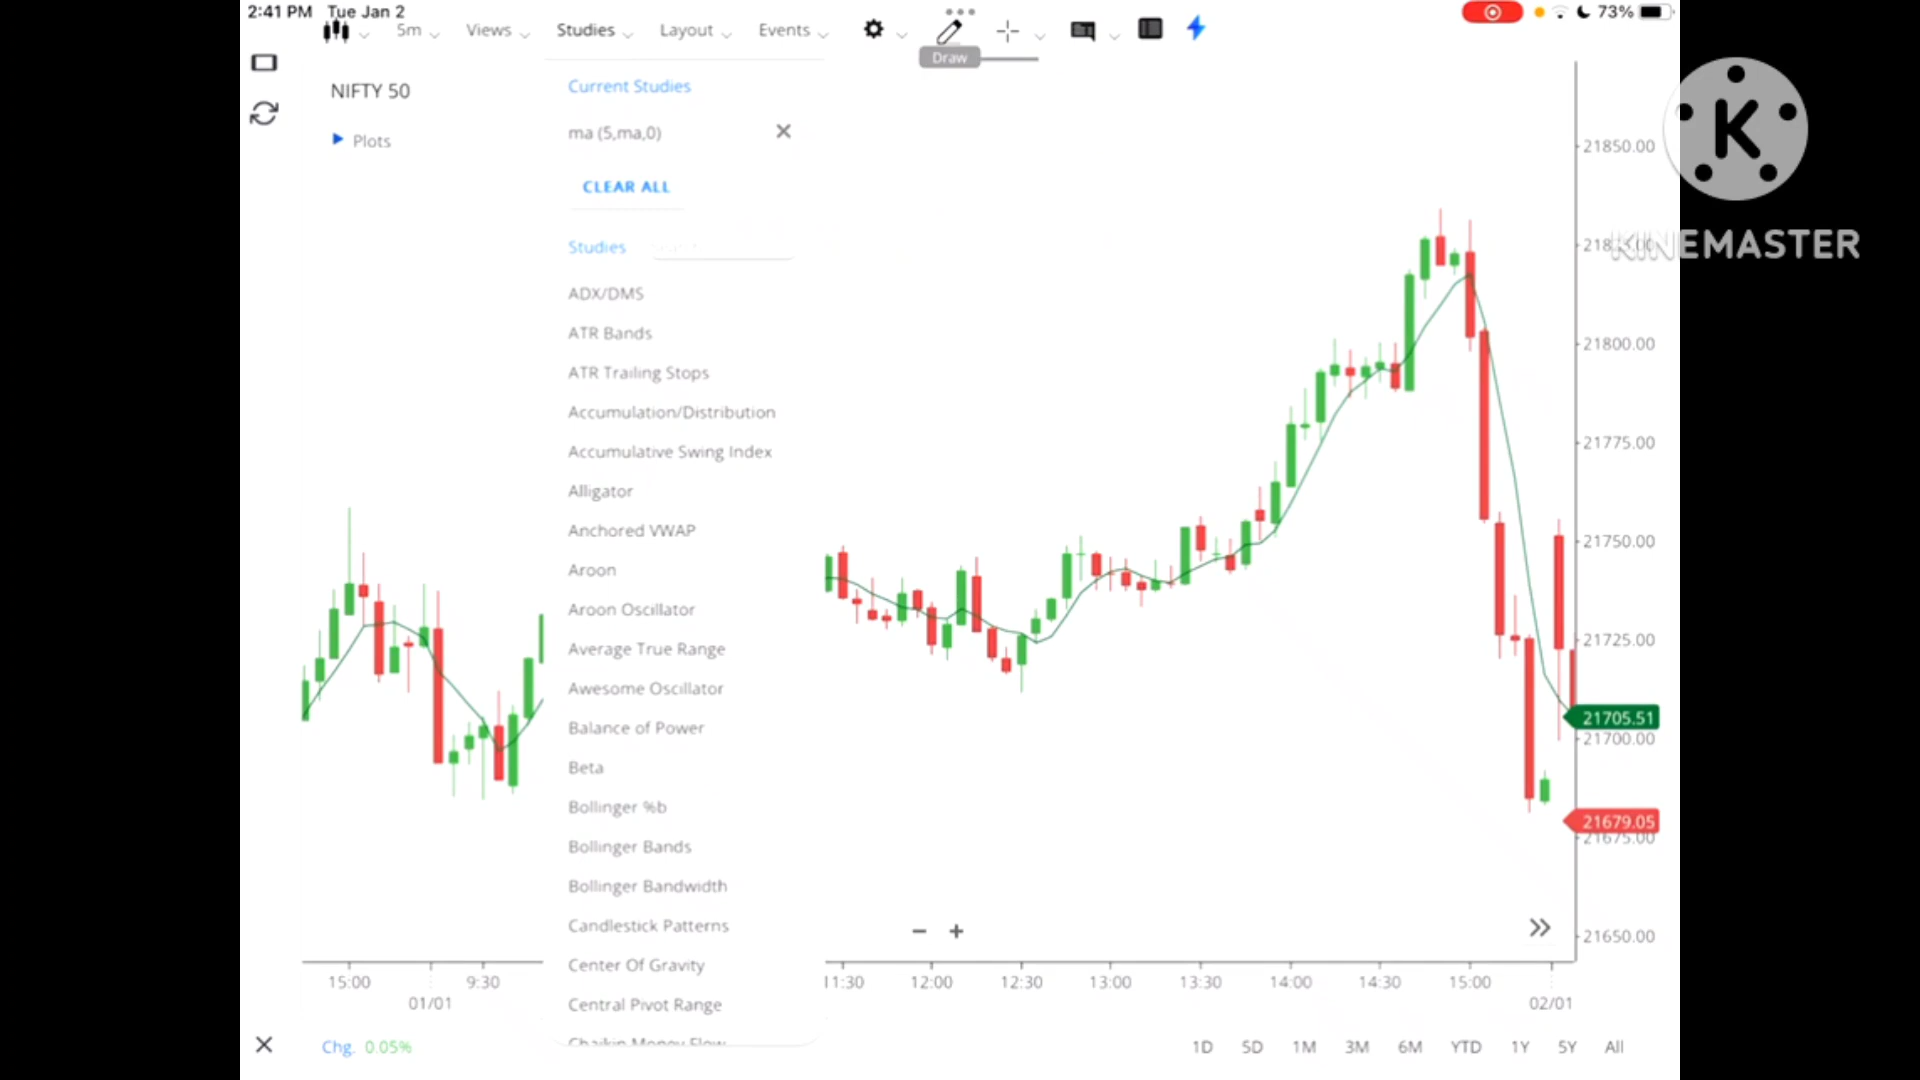 2:41 PM Tue Jan 2
73%
5m Views Studies Layout Events
Draw
NIFTY 50
Plots
Current Studies
ma (5,ma,0)
CLEAR ALL
Studies
ADX/DMS
ATR Bands
ATR Trailing Stops
Accumulation/Distribution
Accumulative Swing Index
Alligator
Anchored VWAP
Aroon
Aroon Oscillator
Average True Range
Awesome Oscillator
Balance of Power
Beta
Bollinger %b
Bollinger Bands
Bollinger Bandwidth
Candlestick Patterns
Center Of Gravity
Central Pivot Range
Chaikin Money Flow
21850.00
K
KINEMASTER
21800.00
21775.00
21750.00
21725.00
21705.51
21700.00
21679.05
21675.00
21650.00
15:00 9:30 11:30 12:00 12:30 13:00 13:30 14:00 14:30 15:00
01/01 02/01
Chg. 0.05%
1D 5D 1M 3M 6M YTD 1Y 5Y All